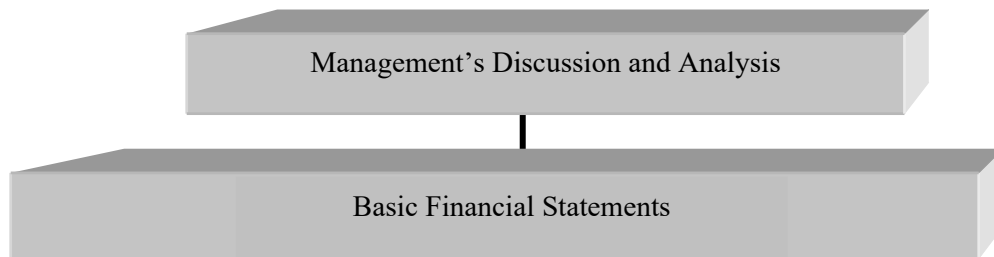 Management’s Discussion and Analysis
Basic Financial Statements